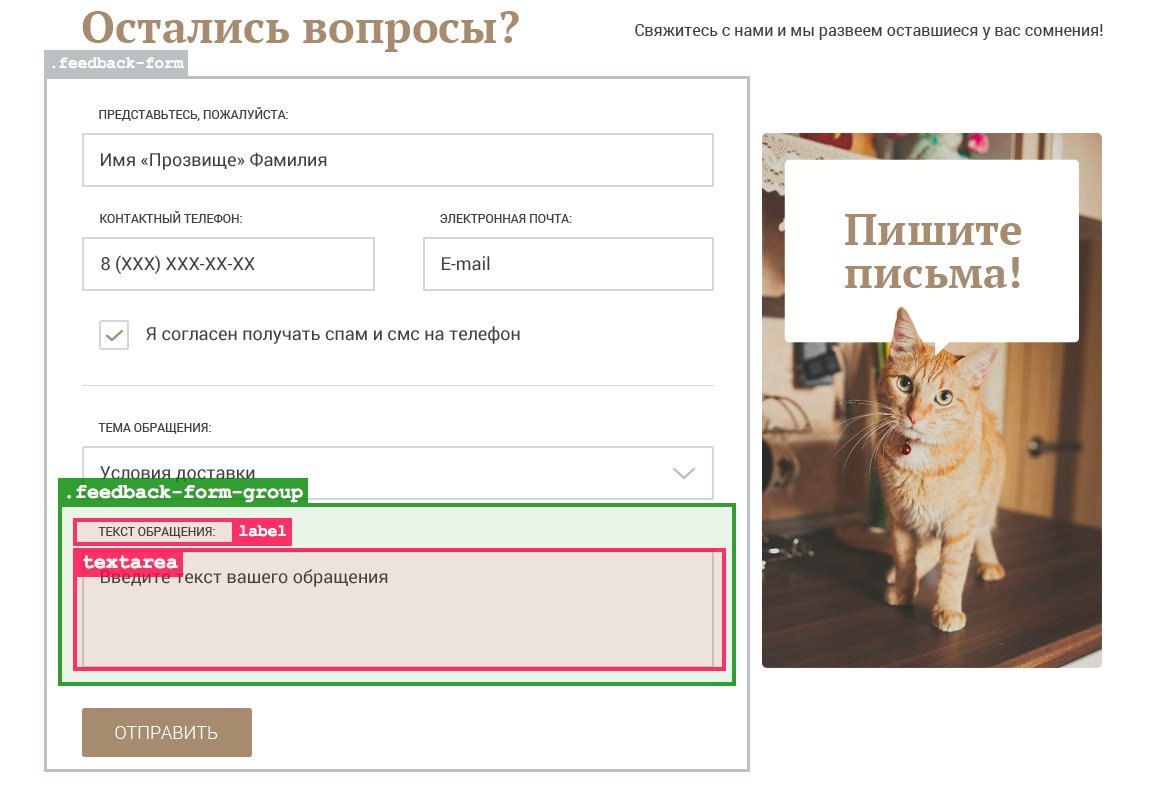 Остались вопросы?
Свяжитесь с нами и мы развеем оставшиеся у вас сомнения!
.feedback-form
ПРЕДСТАВЬТЕСЬ, ПОЖАЛУЙСТА:
Имя «Прозвище» Фамилия
КОНТАКТНЫЙ ТЕЛЕФОН:
ЭЛЕКТРОННАЯ ПОЧТА:
8 (XXX) XXX-XX-XX
E-mail
Я согласен получать спам и смс на телефон
ТЕМА ОБРАЩЕНИЯ:
Условия доставки
.feedback-form-group
ТЕКСТ ОБРАЩЕНИЯ:
label
textarea
Введите текст вашего обращения
ОТПРАВИТЬ
Пишите
письма!